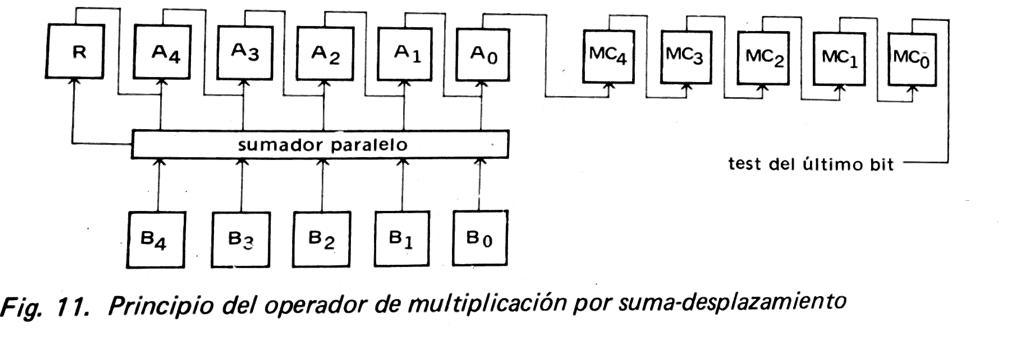 R A₄ A₃ A₂ A₁ A₀ MC₄ MC₃ MC₂ MC₁ MC₀
sumador paralelo
test del último bit
B₄ B₃ B₂ B₁ B₀
Fig. 11. Principio del operador de multiplicación por suma-desplazamiento